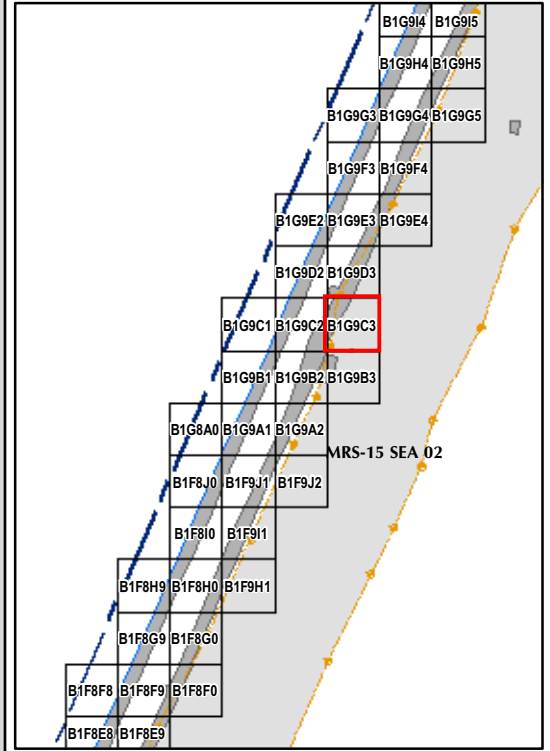 B1G9I4 B1G9I5
B1G9H4 B1G9H5
B1G9G3 B1G9G4 B1G9G5
B1G9F3 B1G9F4
B1G9E2 B1G9E3 B1G9E4
B1G9D2 B1G9D3
B1G9C1 B1G9C2 B1G9C3
B1G9B1 B1G9B2 B1G9B3
B1G8A0 B1G9A1 B1G9A2
MRS-15 SEA 02
B1F8J0 B1F9J1 B1F9J2
B1F8I0 B1F9I1
B1F8H9 B1F8H0 B1F9H1
B1F8G9 B1F8G0
B1F8F8 B1F8F9 B1F8F0
B1F8E8 B1F8E9